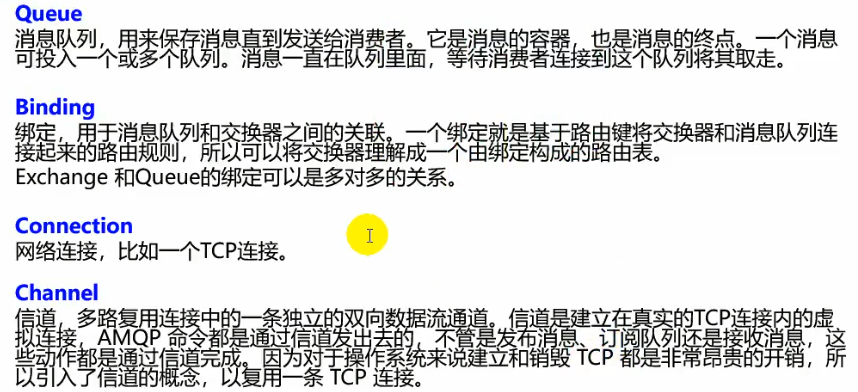 Queue
消息队列，用来保存消息直到发送给消费者。它是消息的容器，也是消息的终点。一个消息
可投入一个或多个队列。消息一直在队列里面，等待消费者连接到这个队列将其取走。
Binding
绑定，用于消息队列和交换器之间的关联。一个绑定就是基于路由键将交换器和消息队列连
接起来的路由规则，所以可以将交换器理解成一个由绑定构成的路由表。
Exchange 和Queue的绑定可以是多对多的关系。
Connection
网络连接，比如一个TCP连接。
Channel
信道，多路复用连接中的一条独立的双向数据流通道。信道是建立在真实的TCP连接内的虚
拟连接，AMQP 命令都是通过信道发出去的，不管是发布消息、订阅队列还是接收消息，这
些动作都是通过信道完成。因为对于操作系统来说建立和销毁 TCP 都是非常昂贵的开销，所
以引入了信道的概念，以复用一条 TCP 连接。